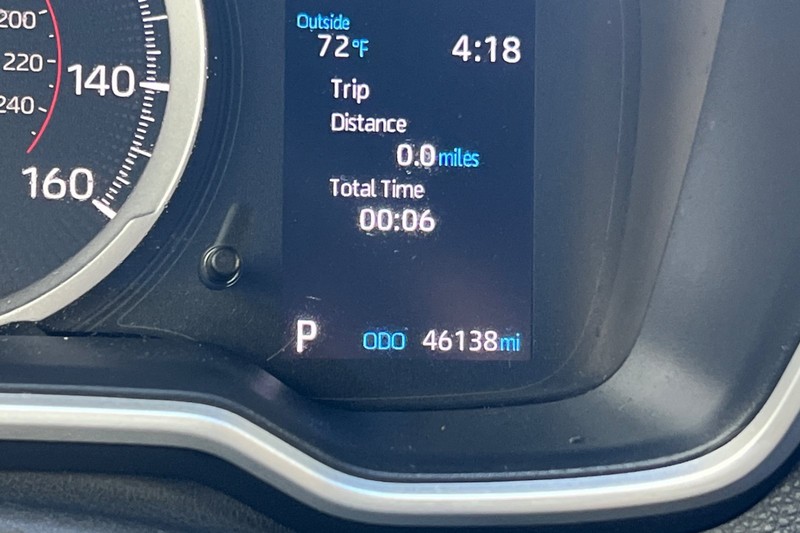 200
220
240
140
160
Outside
72°F 4:18
Trip
Distance
0.0 miles
Total Time
00:06
P ODO 46138 mi